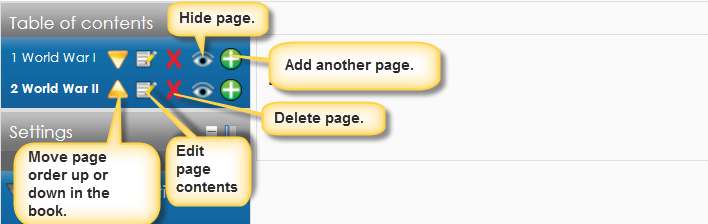 Table of contents
Hide page.
1 World War I
Add another page.
2 World War II
Delete page.
Settings
Move page
order up or
down in the
book.
Edit
page
contents